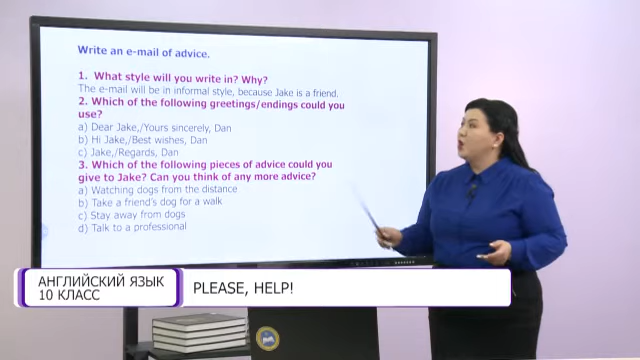 Write an e-mail of advice.
1. What style will you write in? Why?
The e-mail will be in informal style, because Jake is a friend.
2. Which of the following greetings/endings could you
use?
a) Dear Jake,/Yours sincerely, Dan
b) Hi Jake,/Best wishes, Dan
c) Jake,/Regards, Dan
3. Which of the following pieces of advice could you
give to Jake? Can you think of any more advice?
a) Watching dogs from the distance
b) Take a friend's dog for a walk
c) Stay away from dogs
d) Talk to a professional
АНГЛИЙСКИЙ ЯЗЫК
10 КЛАСС
PLEASE, HELP!